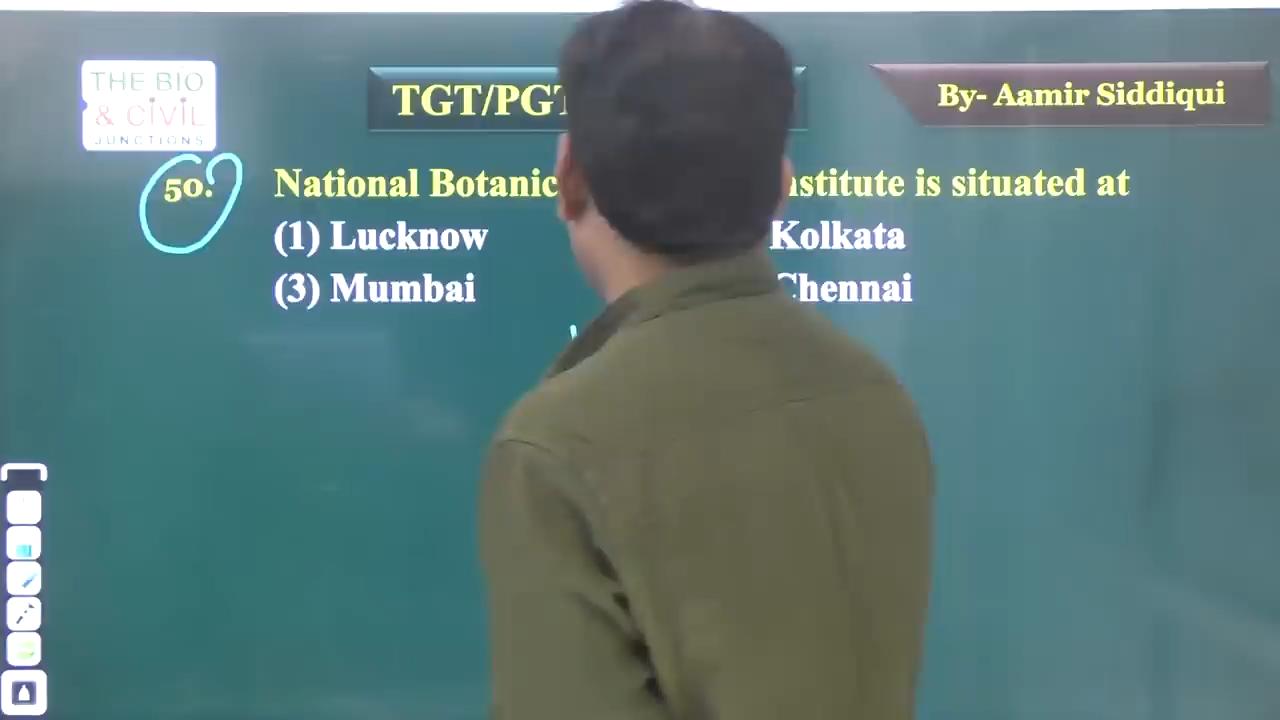 THE BIO
& CIVIL
JUNCTIONS
TGT/PGT
By- Aamir Siddiqui
50. National Botanic nstitute is situated at
(1) Lucknow Kolkata
(3) Mumbai Chennai